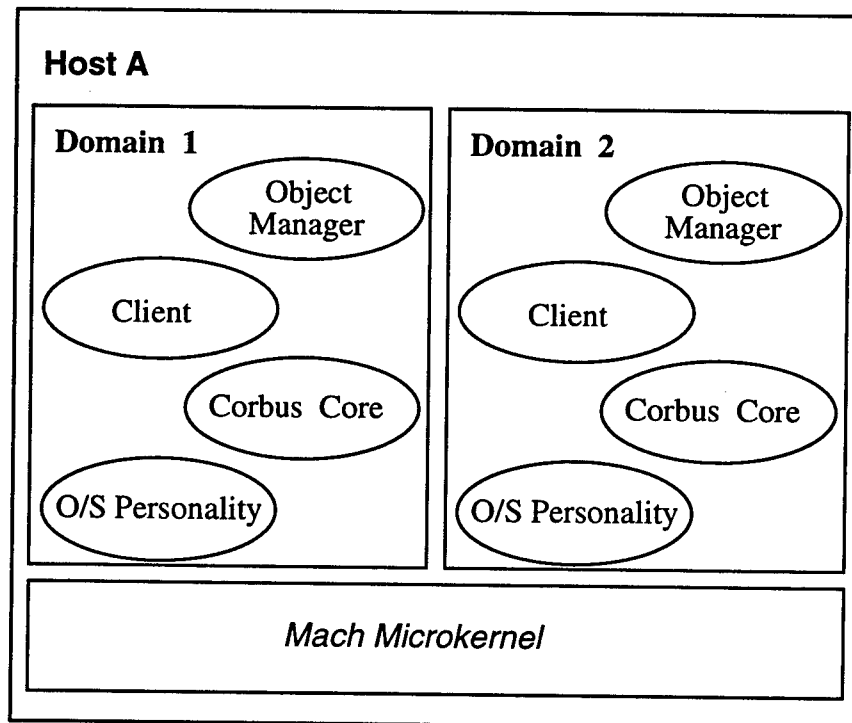 Host A
Domain 1
Object
Manager
Client
Corbus Core
O/S Personality
Domain 2
Object
Manager
Client
Corbus Core
O/S Personality
Mach Microkernel